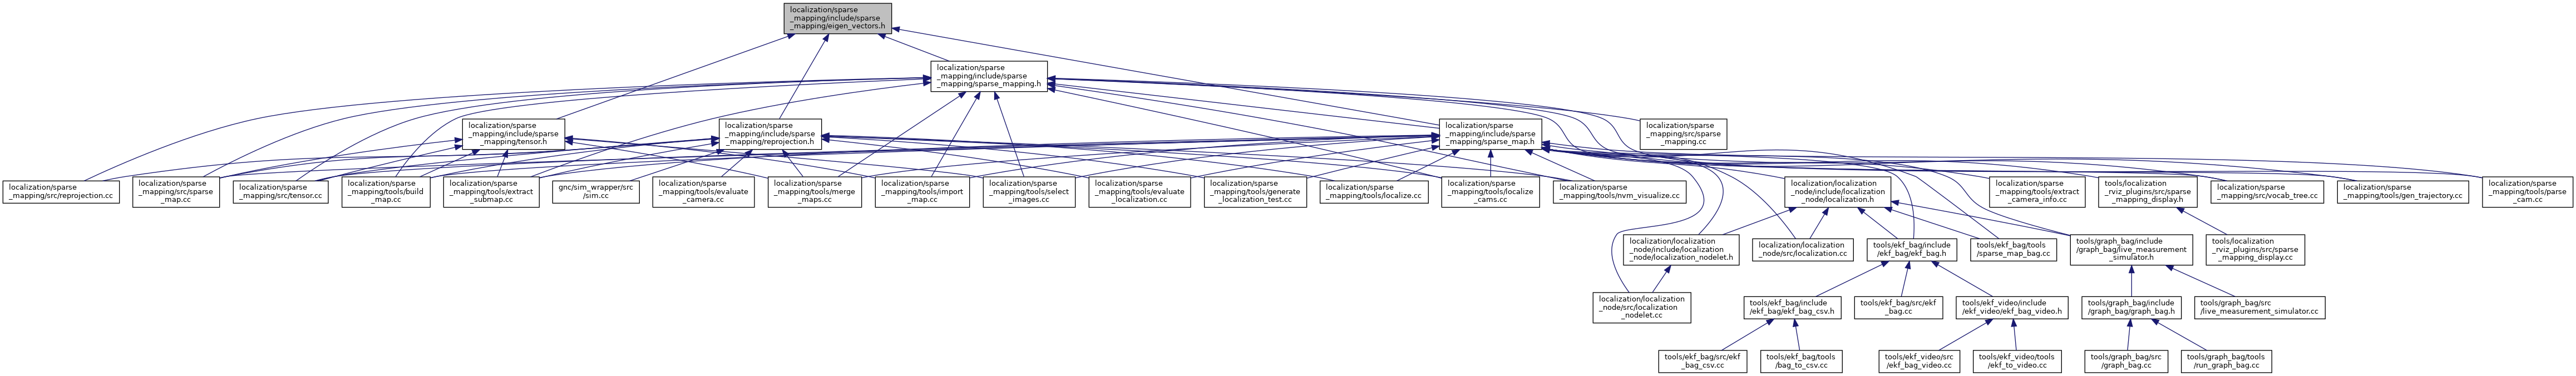 localization/sparse
_mapping/include/sparse
_mapping/eigen_vectors.h
localization/sparse
_mapping/include/sparse
_mapping/sparse_mapping.h
localization/sparse
_mapping/include/sparse
_mapping/tensor.h
localization/sparse
_mapping/include/sparse
_mapping/reprojection.h
localization/sparse
_mapping/include/sparse
_mapping/sparse_map.h
localization/sparse
_mapping/src/sparse
_mapping.cc
localization/sparse
_mapping/src/reprojection.cc
localization/sparse
_mapping/src/sparse
_map.cc
localization/sparse
_mapping/src/tensor.cc
localization/sparse
_mapping/tools/build
_map.cc
localization/sparse
_mapping/tools/extract
_submap.cc
gnc/sim_wrapper/src
/sim.cc
localization/sparse
_mapping/tools/evaluate
_camera.cc
localization/sparse
_mapping/tools/merge
_maps.cc
localization/sparse
_mapping/tools/import
_map.cc
localization/sparse
_mapping/tools/select
_images.cc
localization/sparse
_mapping/tools/evaluate
_localization.cc
localization/sparse
_mapping/tools/generate
_localization_test.cc
localization/sparse
_mapping/tools/localize.cc
localization/sparse
_mapping/tools/localize
_cams.cc
localization/sparse
_mapping/tools/nvm_visualize.cc
localization/localization
_node/include/localization
_node/localization.h
localization/sparse
_mapping/tools/extract
_camera_info.cc
tools/localization
_rviz_plugins/src/sparse
_mapping_display.h
localization/sparse
_mapping/src/vocab_tree.cc
localization/sparse
_mapping/tools/gen_trajectory.cc
localization/sparse
_mapping/tools/parse
_cam.cc
localization/localization
_node/include/localization
_node/localization_nodelet.h
localization/localization
_node/src/localization.cc
tools/ekf_bag/include
/ekf_bag/ekf_bag.h
tools/ekf_bag/tools
/sparse_map_bag.cc
tools/graph_bag/include
/graph_bag/live_measurement
_simulator.h
tools/localization
_rviz_plugins/src/sparse
_mapping_display.cc
localization/localization
_node/src/localization
_nodelet.cc
tools/ekf_bag/include
/ekf_bag/ekf_bag_csv.h
tools/ekf_bag/src/ekf
_bag.cc
tools/ekf_video/include
/ekf_video/ekf_bag_video.h
tools/graph_bag/include
/graph_bag/graph_bag.h
tools/graph_bag/src
/live_measurement_simulator.cc
tools/ekf_bag/src/ekf
_bag_csv.cc
tools/ekf_bag/tools
/bag_to_csv.cc
tools/ekf_video/src
/ekf_bag_video.cc
tools/ekf_video/tools
/ekf_to_video.cc
tools/graph_bag/src
/graph_bag.cc
tools/graph_bag/tools
/run_graph_bag.cc